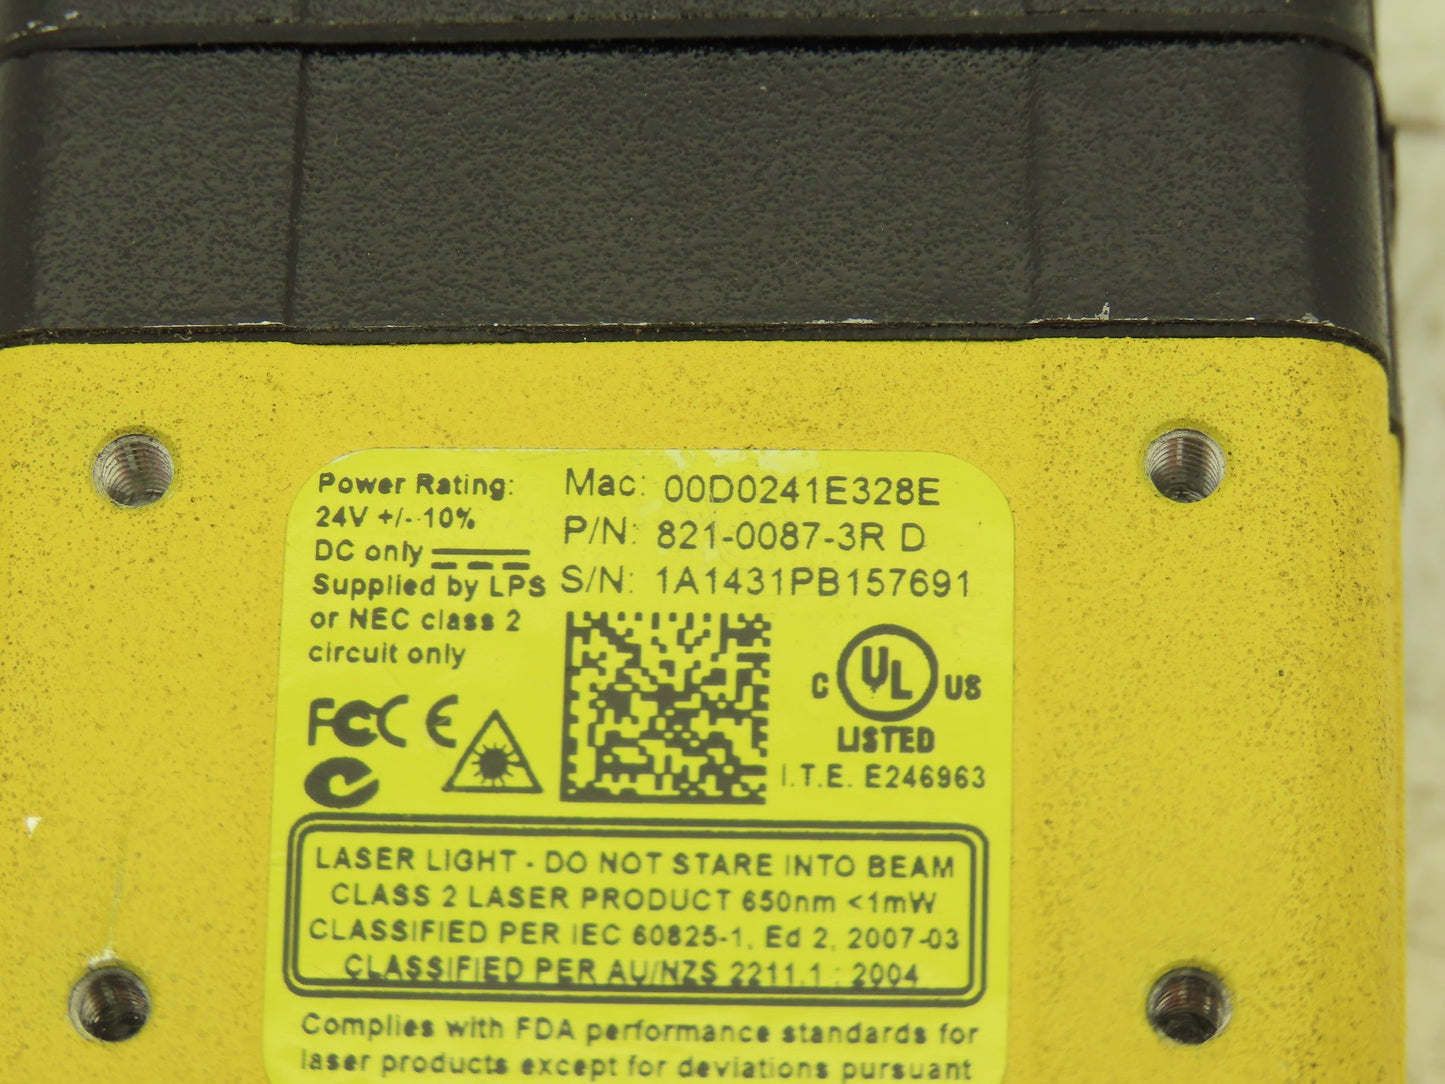 Power Rating:
24V +/- 10%
DC only
Supplied by LPS
or NEC class 2
circuit only
Mac: 00D0241E328E
P/N: 821-0087-3R D
S/N: 1A1431PB157691
FCC CE
C UL US
LISTED
I.T.E. E246963
LASER LIGHT - DO NOT STARE INTO BEAM
CLASS 2 LASER PRODUCT 650nm <1mW
CLASSIFIED PER IEC 60825-1, Ed 2, 2007-03
CLASSIFIED PER AU/NZS 2211.1 : 2004
Complies with FDA performance standards for
laser products except for deviations pursuant